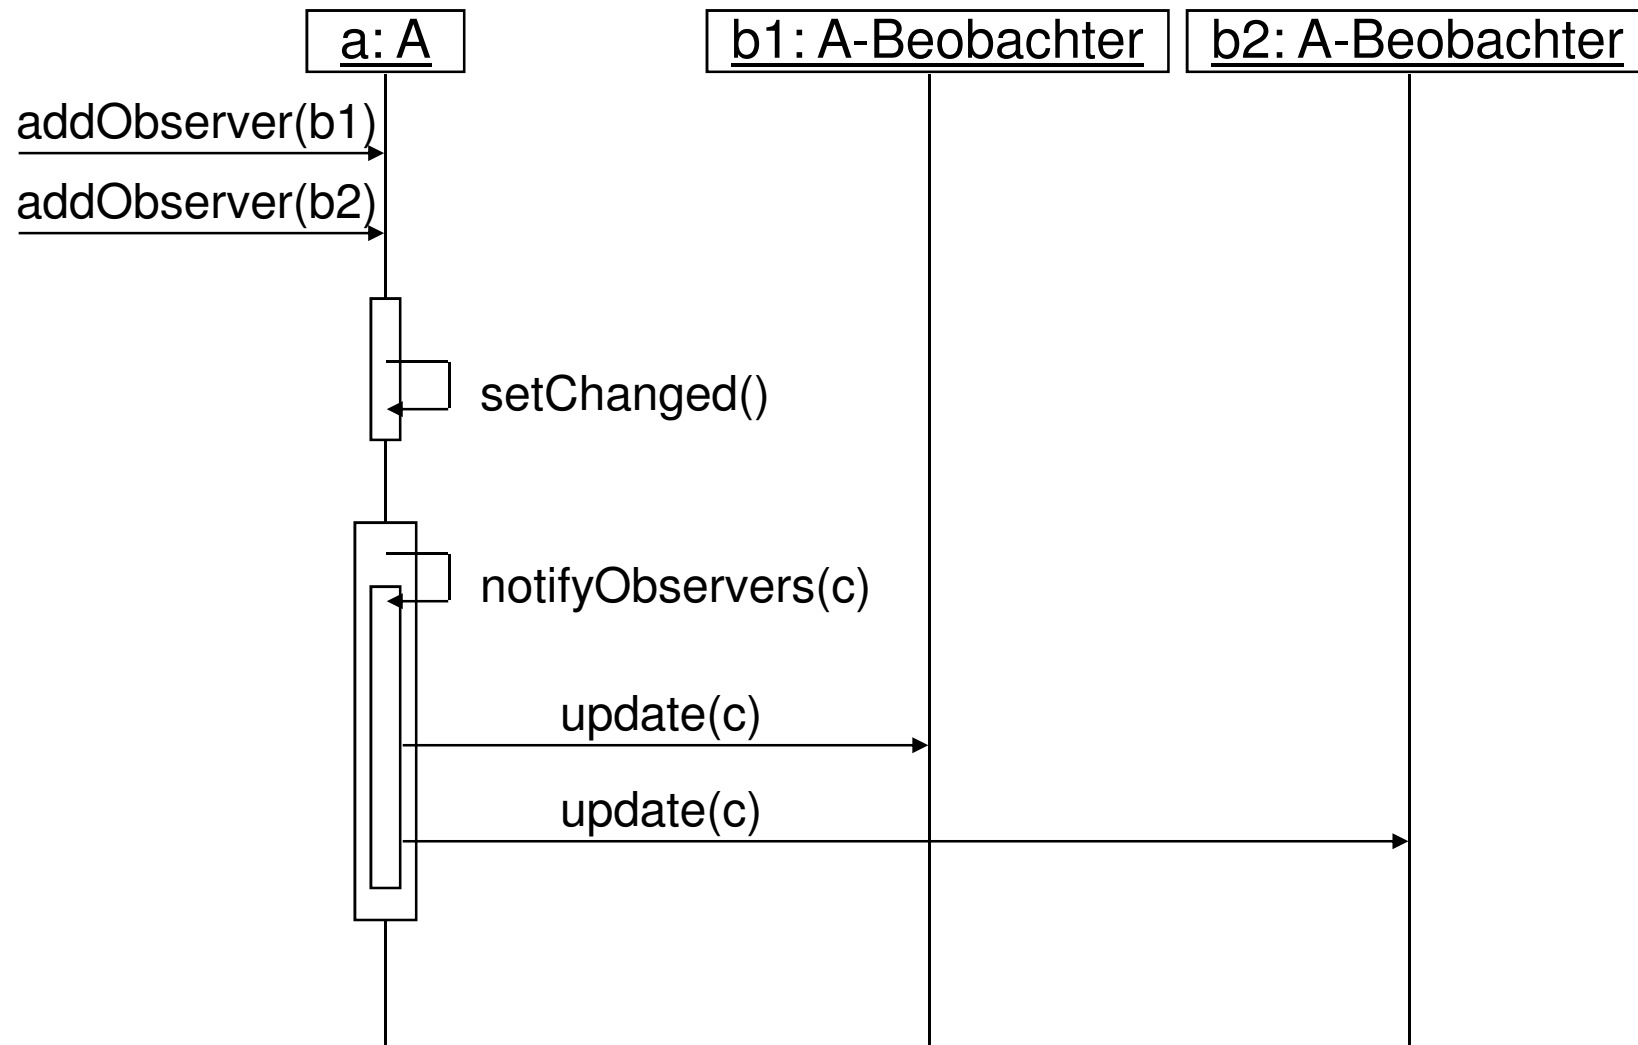 a: A
b1: A-Beobachter
b2: A-Beobachter
addObserver(b1)
addObserver(b2)
setChanged()
notifyObservers(c)
update(c)
update(c)